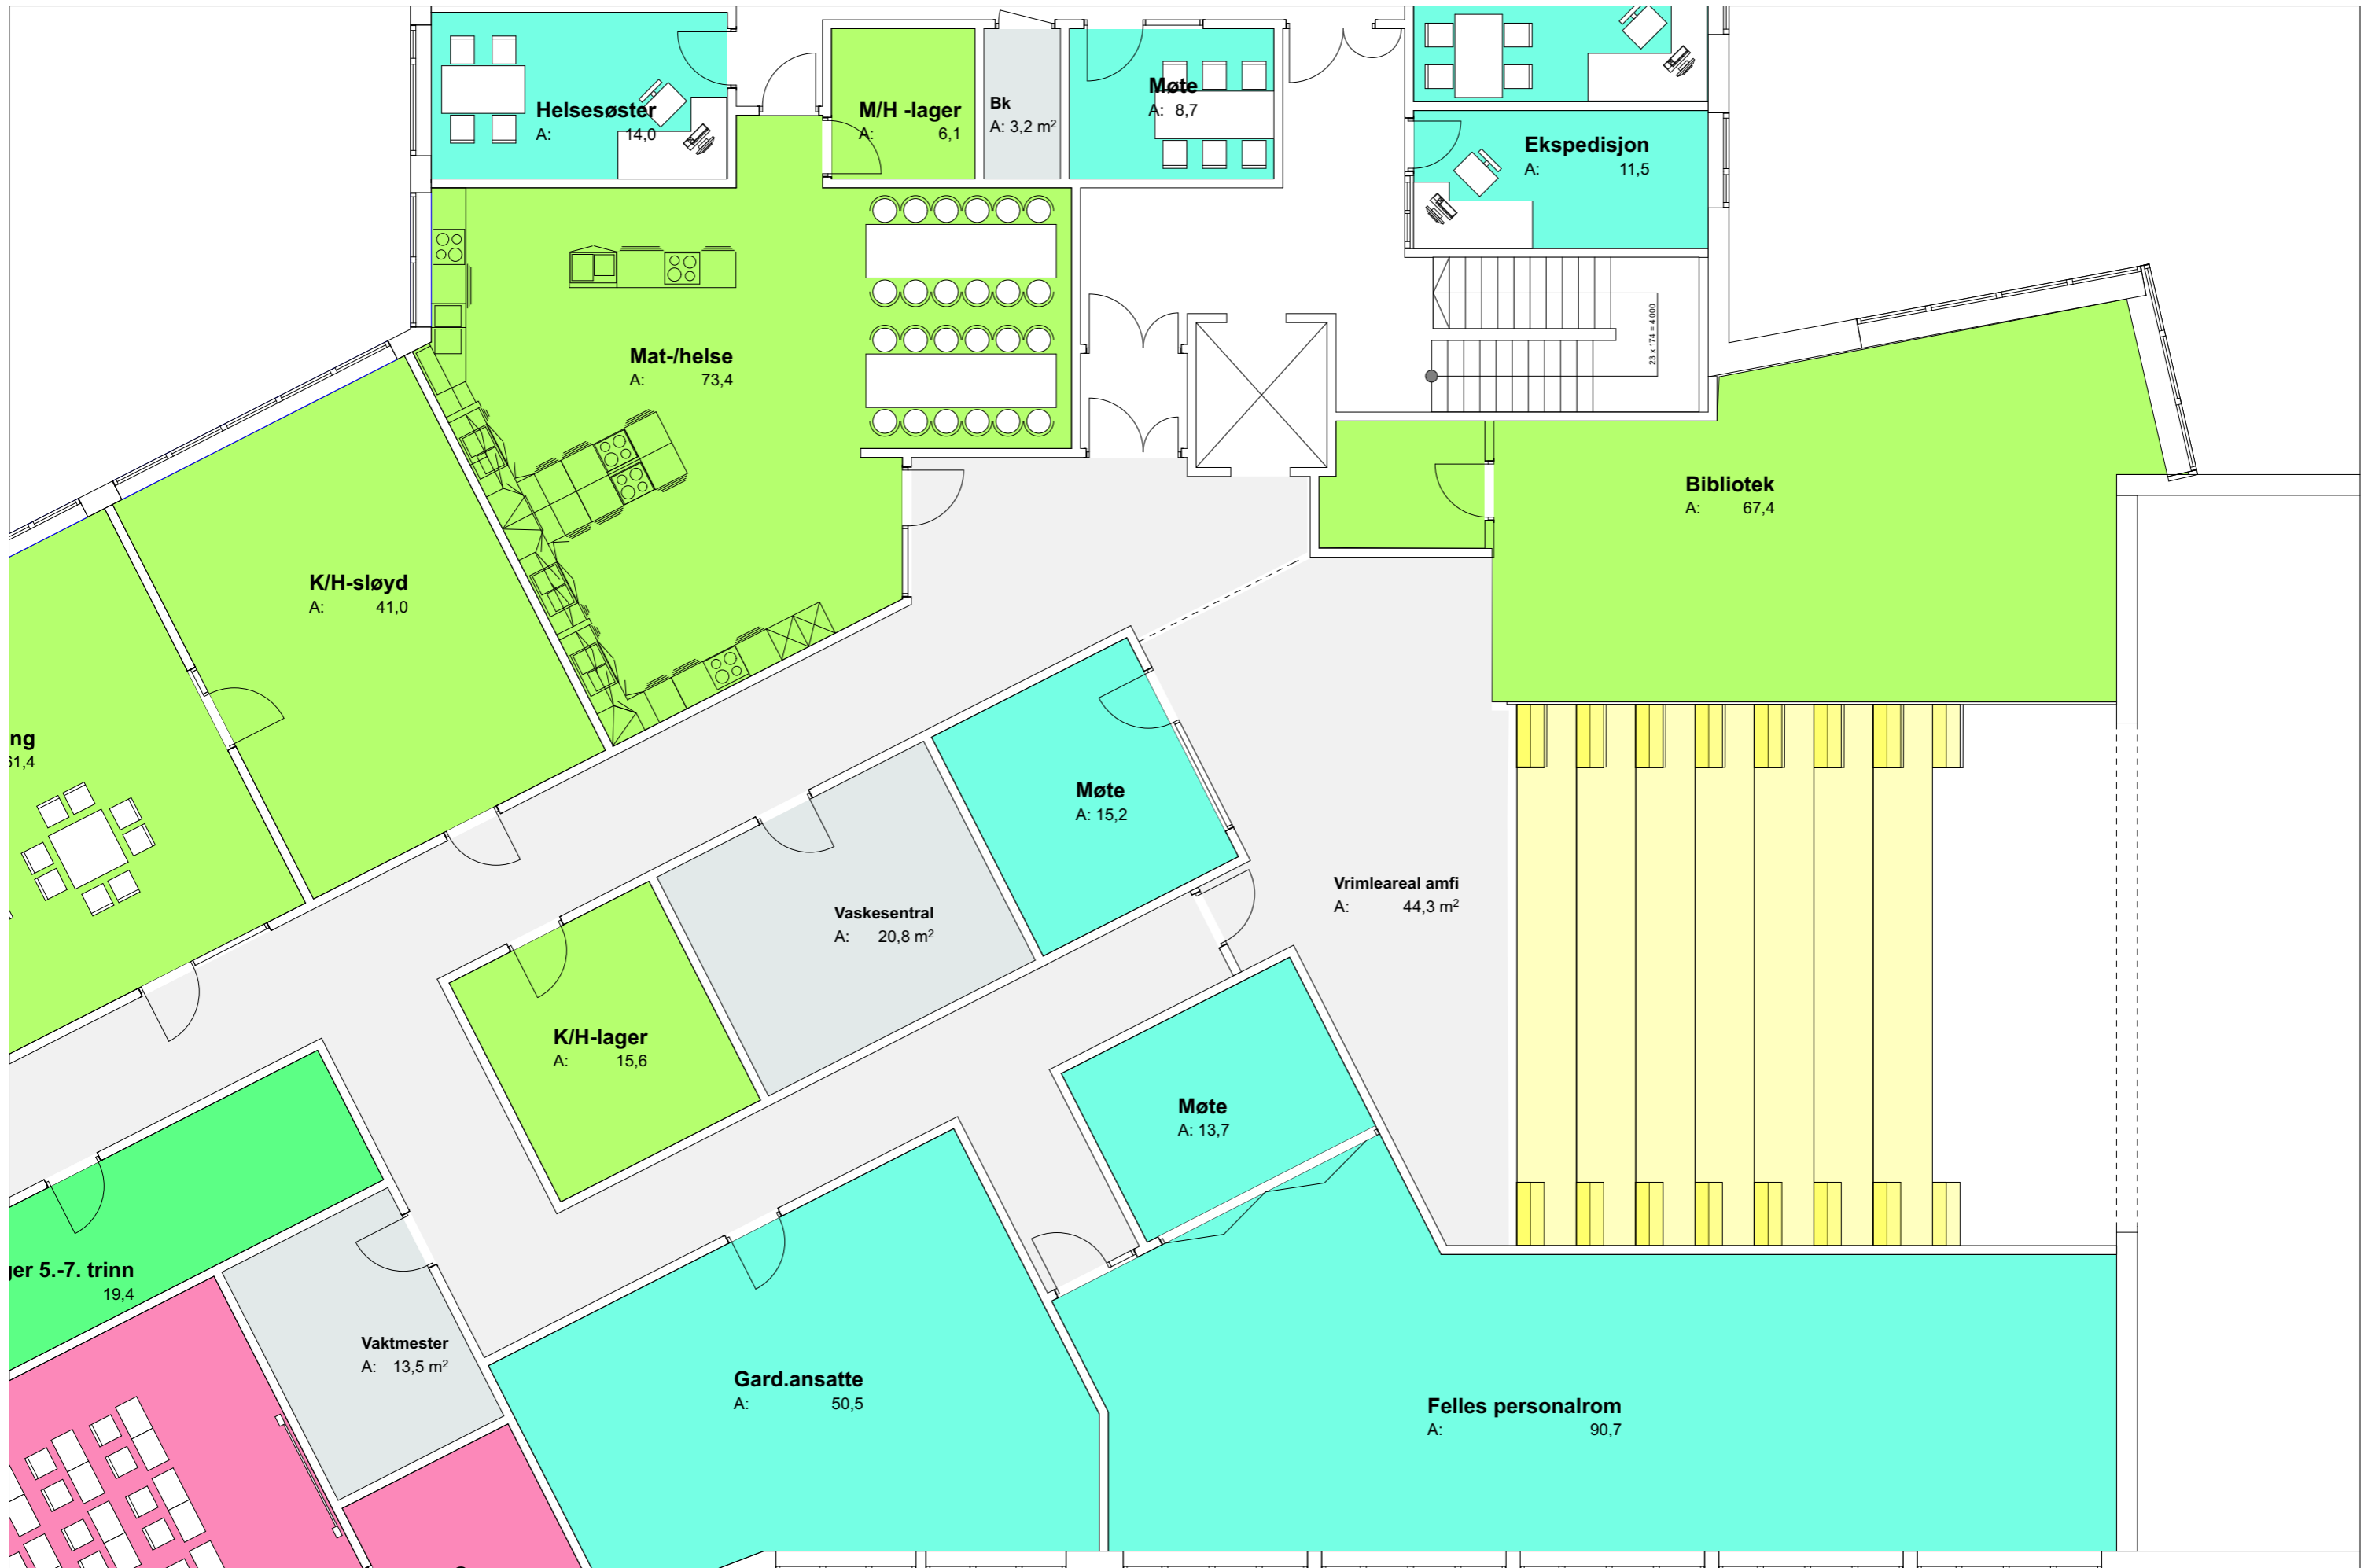 Helsesøster
A: 14,0
M/H -lager
A: 6,1
Bk
A: 3,2 m²
Møte
A: 8,7
Ekspedisjon
A: 11,5
23 x 174 = 4 000
Mat-/helse
A: 73,4
Bibliotek
A: 67,4
K/H-sløyd
A: 41,0
ng
61,4
Møte
A: 15,2
Vrimleareal amfi
A: 44,3 m²
Vaskesentral
A: 20,8 m²
K/H-lager
A: 15,6
Møte
A: 13,7
ger 5.-7. trinn
19,4
Vaktmester
A: 13,5 m²
Gard.ansatte
A: 50,5
Felles personalrom
A: 90,7